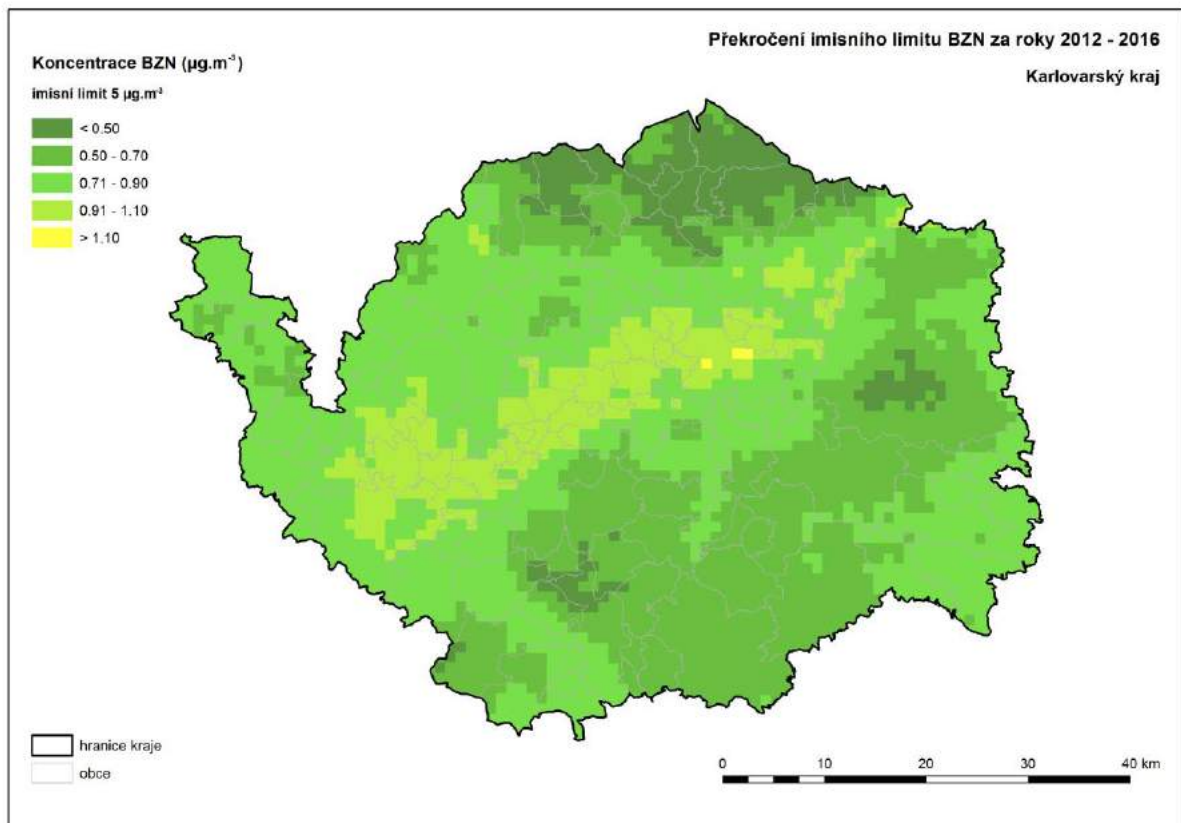 Překročení imisního limitu BZN za roky 2012 - 2016
Karlovarský kraj
Koncentrace BZN (µg.m⁻³)
imisní limit 5 µg.m⁻³
< 0.50
0.50 - 0.70
0.71 - 0.90
0.91 - 1.10
> 1.10
hranice kraje
obce
0 10 20 30 40 km